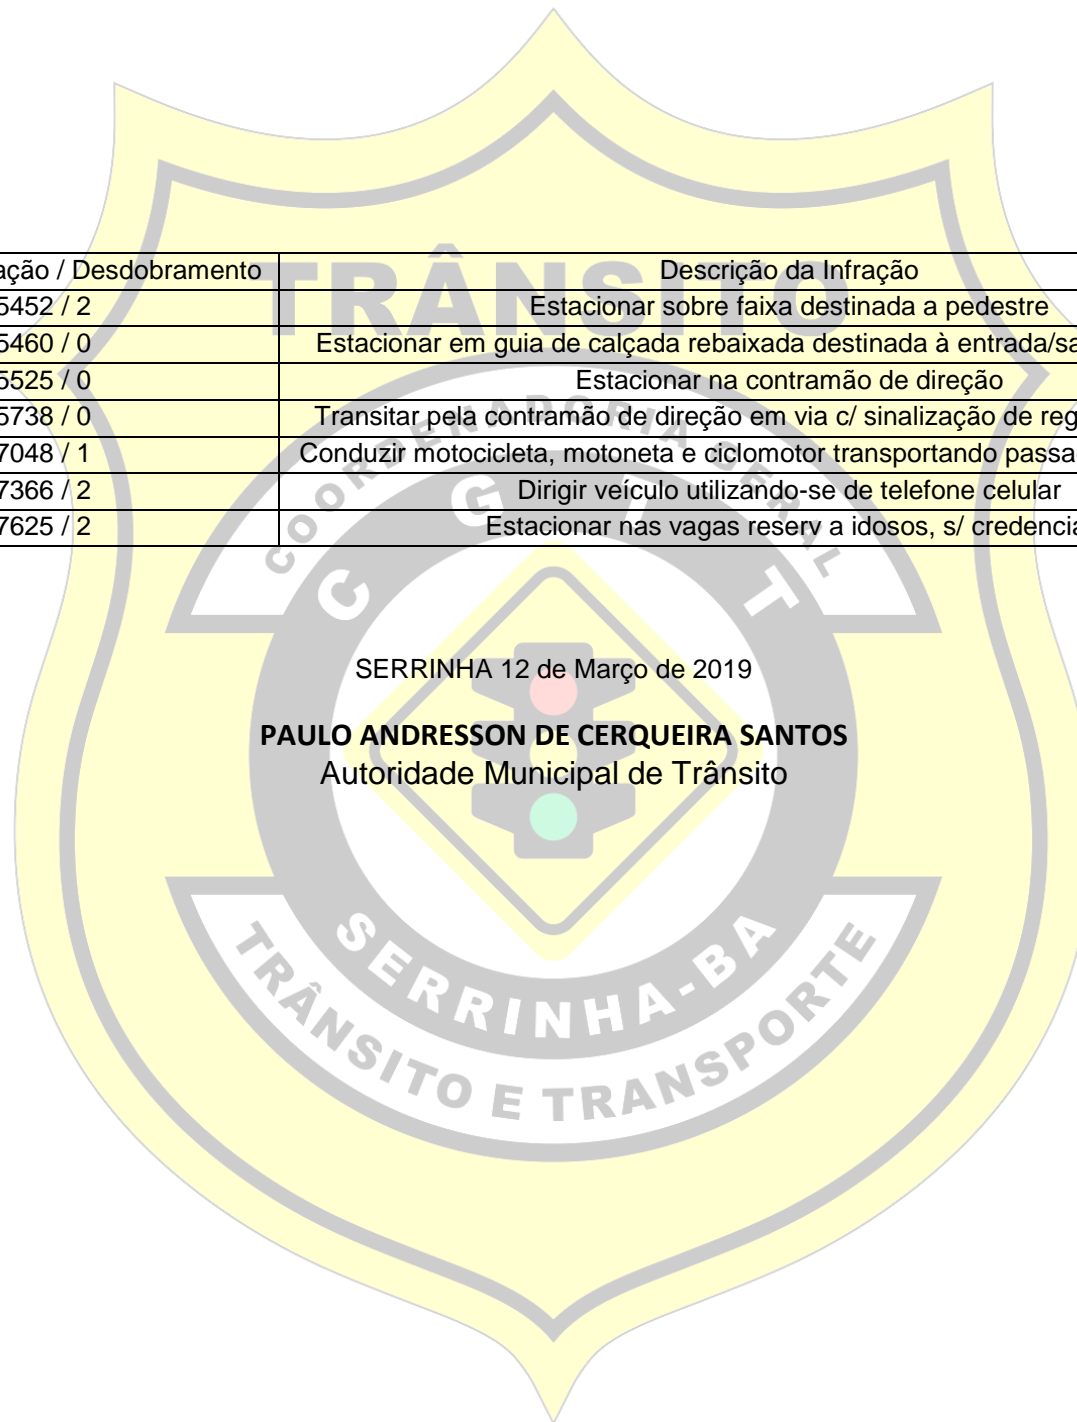 ação / Desdobramento Descrição da Infração
5452 / 2 Estacionar sobre faixa destinada a pedestre
5460 / 0 Estacionar em guia de calçada rebaixada destinada à entrada/sa
5525 / 0 Estacionar na contramão de direção
5738 / 0 Transitar pela contramão de direção em via c/ sinalização de reg
7048 / 1 Conduzir motocicleta, motoneta e ciclomotor transportando passa
7366 / 2 Dirigir veículo utilizando-se de telefone celular
7625 / 2 Estacionar nas vagas reserv a idosos, s/ credencia
SERRINHA 12 de Março de 2019
PAULO ANDRESSON DE CERQUEIRA SANTOS
Autoridade Municipal de Trânsito
TRÂNSITO
COORDENADORIA GERAL
CGTT
SERRINHA-BA
TRÂNSITO E TRANSPORTE